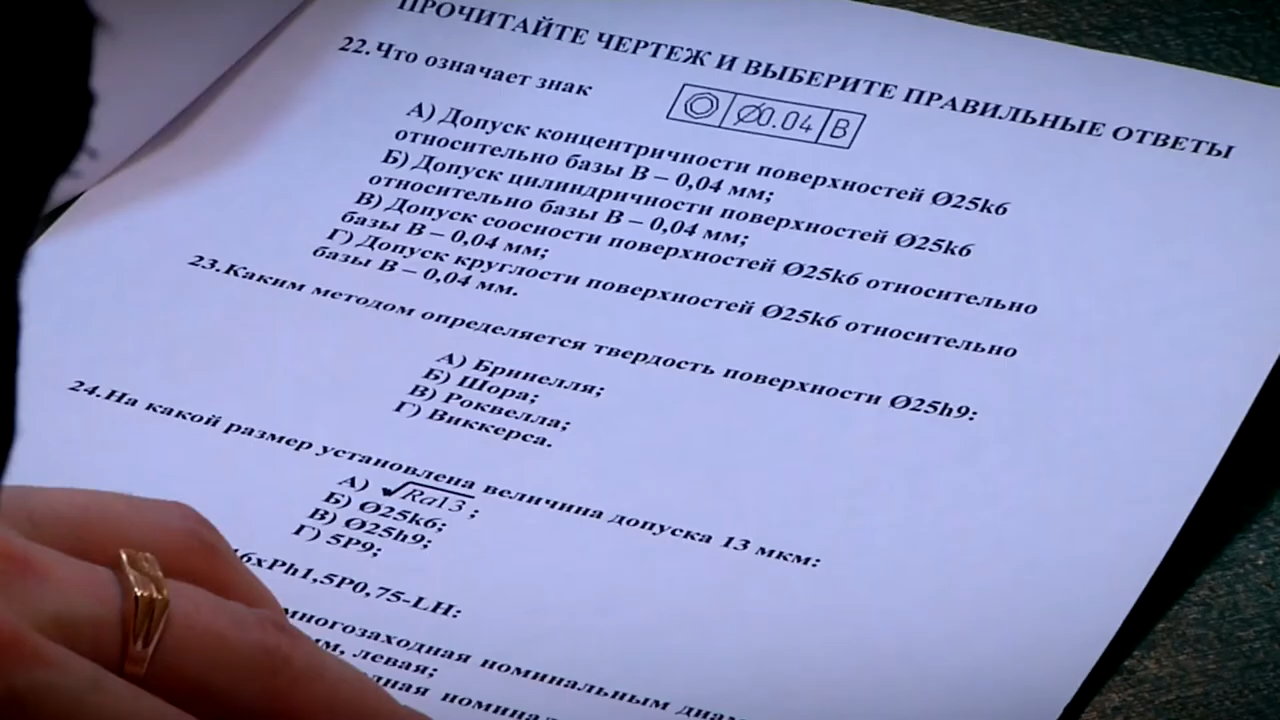 ПРОЧИТАЙТЕ ЧЕРТЕЖ И ВЫБЕРИТЕ ПРАВИЛЬНЫЕ ОТВЕТЫ
22.Что означает знак
◎ Ø0.04 B
А) Допуск концентричности поверхностей Ø25k6
относительно базы В – 0,04 мм;
Б) Допуск цилиндричности поверхностей Ø25k6
относительно базы В – 0,04 мм;
В) Допуск соосности поверхностей Ø25k6 относительно
базы В – 0,04 мм;
Г) Допуск круглости поверхностей Ø25k6 относительно
базы В – 0,04 мм.
23.Каким методом определяется твердость поверхности Ø25h9:
А) Бринелля;
Б) Шора;
В) Роквелла;
Г) Виккерса.
24.На какой размер установлена величина допуска 13 мкм:
А) √Ra13 ;
Б) Ø25k6;
В) Ø25h9;
Г) 5P9;
6xPh1,5P0,75-LH:
многозаходная номинальным
левая;